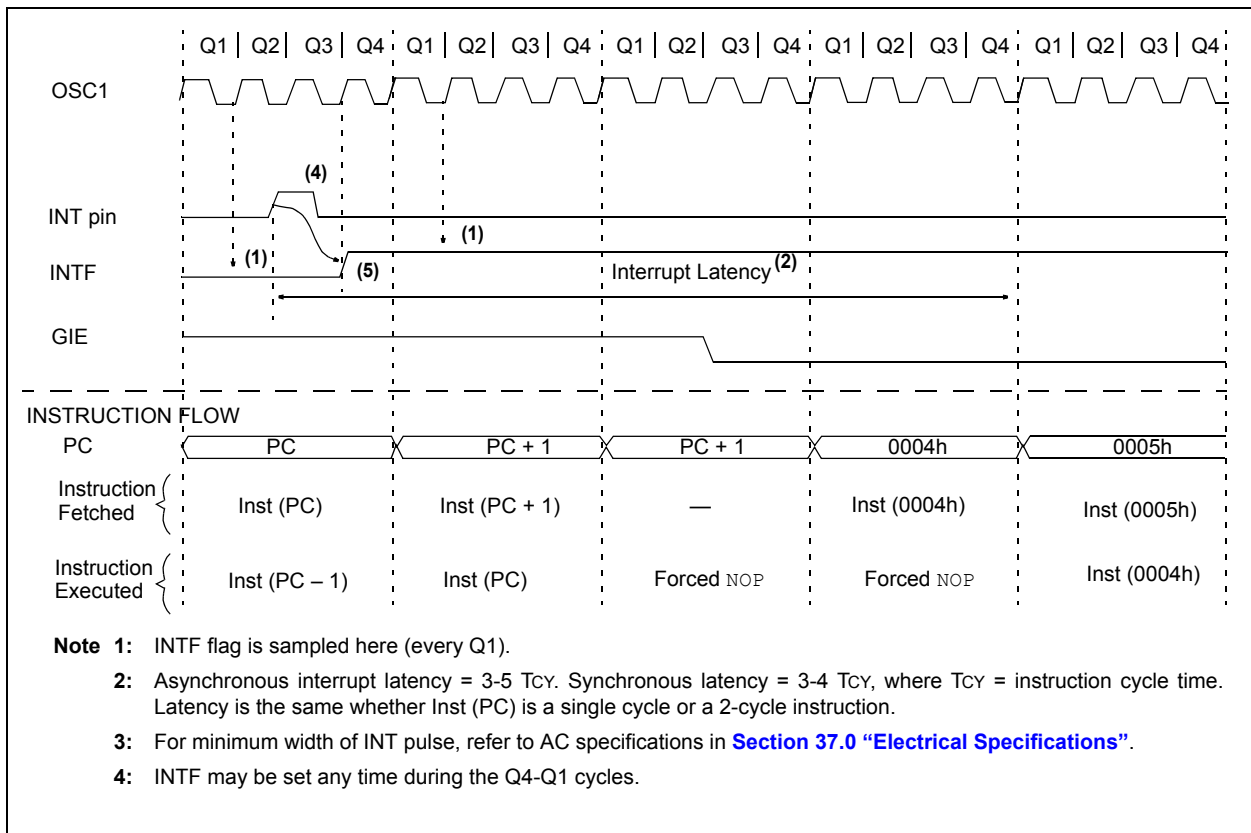 Q1 Q2 Q3 Q4 Q1 Q2 Q3 Q4 Q1 Q2 Q3 Q4 Q1 Q2 Q3 Q4 Q1 Q2 Q3 Q4
OSC1
(4)
INT pin
(1)
(1)
INTF
(5)
Interrupt Latency (2)
GIE
INSTRUCTION FLOW
PC PC PC + 1 PC + 1 0004h 0005h
Instruction Fetched Inst (PC) Inst (PC + 1) — Inst (0004h) Inst (0005h)
Instruction Executed Inst (PC – 1) Inst (PC) Forced NOP Forced NOP Inst (0004h)
Note 1: INTF flag is sampled here (every Q1).
2: Asynchronous interrupt latency = 3-5 TCY. Synchronous latency = 3-4 TCY, where TCY = instruction cycle time.
Latency is the same whether Inst (PC) is a single cycle or a 2-cycle instruction.
3: For minimum width of INT pulse, refer to AC specifications in Section 37.0 “Electrical Specifications”.
4: INTF may be set any time during the Q4-Q1 cycles.